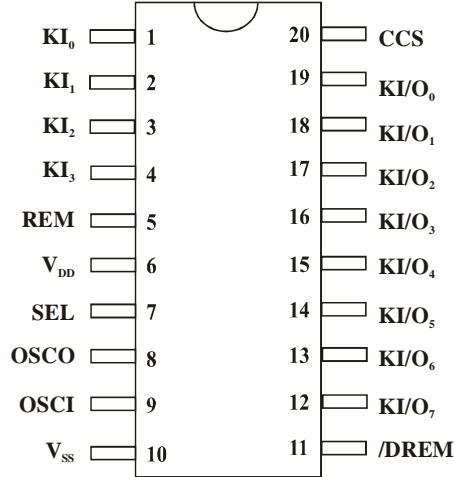 KI₀ 1 20 CCS
KI₁ 2 19 KI/O₀
KI₂ 3 18 KI/O₁
KI₃ 4 17 KI/O₂
REM 5 16 KI/O₃
V_DD 6 15 KI/O₄
SEL 7 14 KI/O₅
OSCO 8 13 KI/O₆
OSCI 9 12 KI/O₇
V_SS 10 11 /DREM